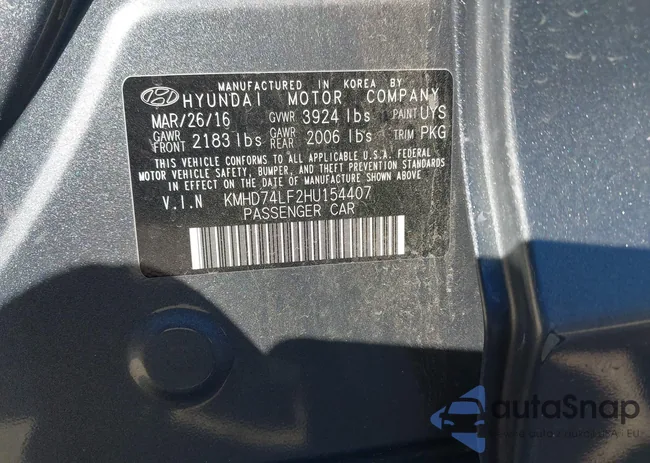 MANUFACTURED IN KOREA BY
HYUNDAI MOTOR COMPANY
MAR/26/16 GVWR 3924 lbs PAINT UYS
GAWR FRONT 2183 lbs GAWR REAR 2006 lbs TRIM PKG
THIS VEHICLE CONFORMS TO ALL APPLICABLE U.S.A. FEDERAL
MOTOR VEHICLE SAFETY, BUMPER, AND THEFT PREVENTION STANDARDS
IN EFFECT ON THE DATE OF MANUFACTURE SHOWN ABOVE.
V.I.N KMHD74LF2HU154407
PASSENGER CAR
autoSnap